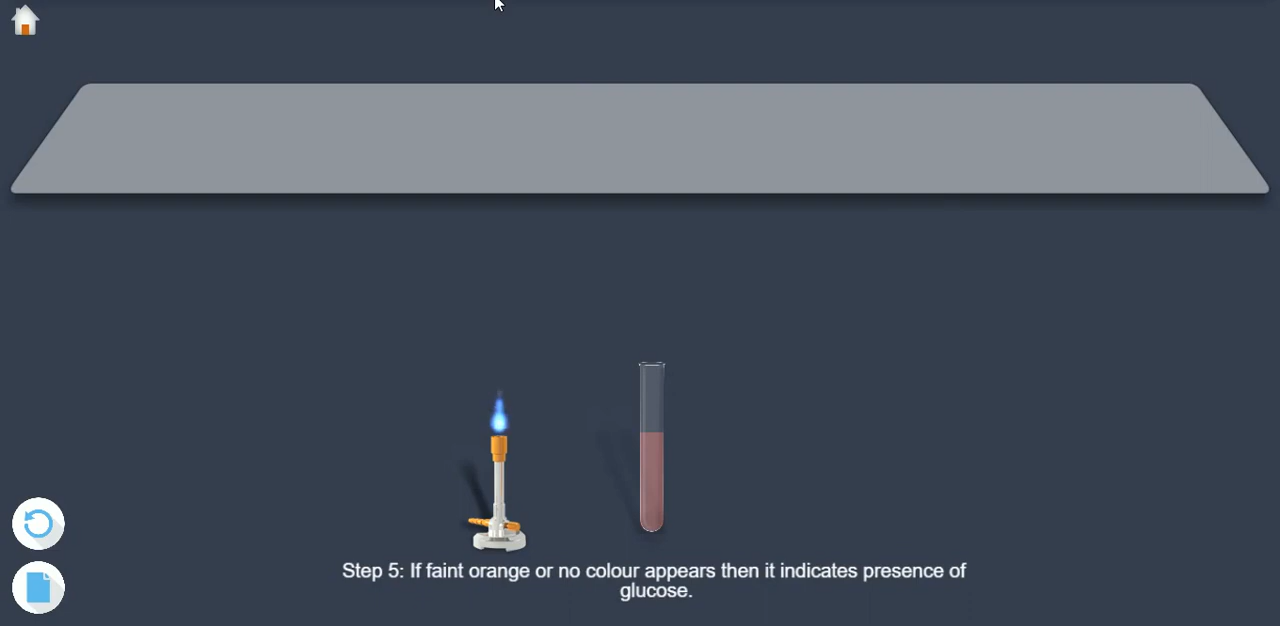 Step 5: If faint orange or no colour appears then it indicates presence of
glucose.